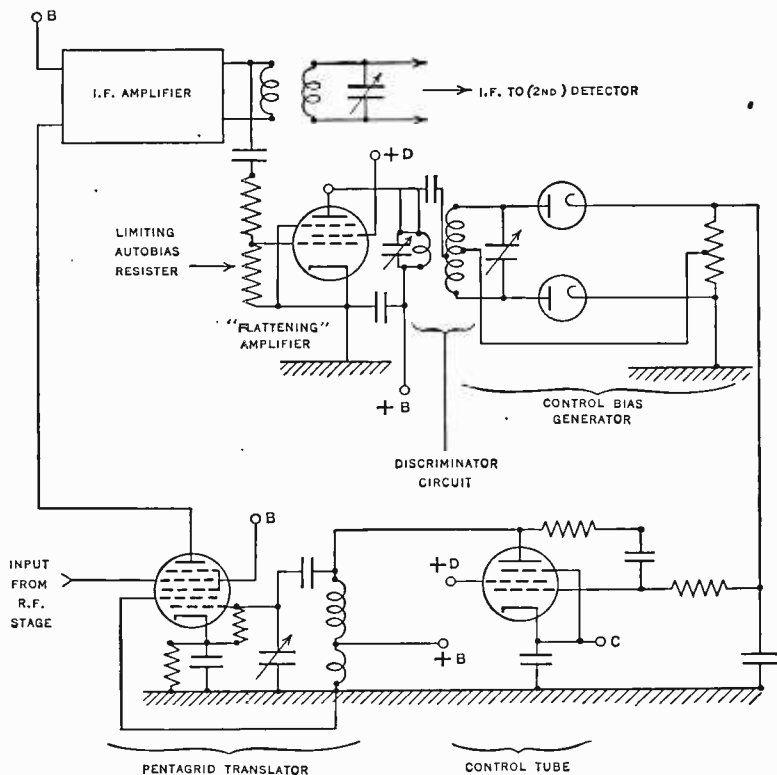 B
I.F. AMPLIFIER
I.F. TO (2ND) DETECTOR
+D
LIMITING
AUTOBIAS
RESISTER
"FLATTENING"
AMPLIFIER
+B
CONTROL BIAS
GENERATOR
DISCRIMINATOR
CIRCUIT
B
INPUT
FROM
R.F.
STAGE
+D
+B
C
PENTAGRID TRANSLATOR
CONTROL TUBE